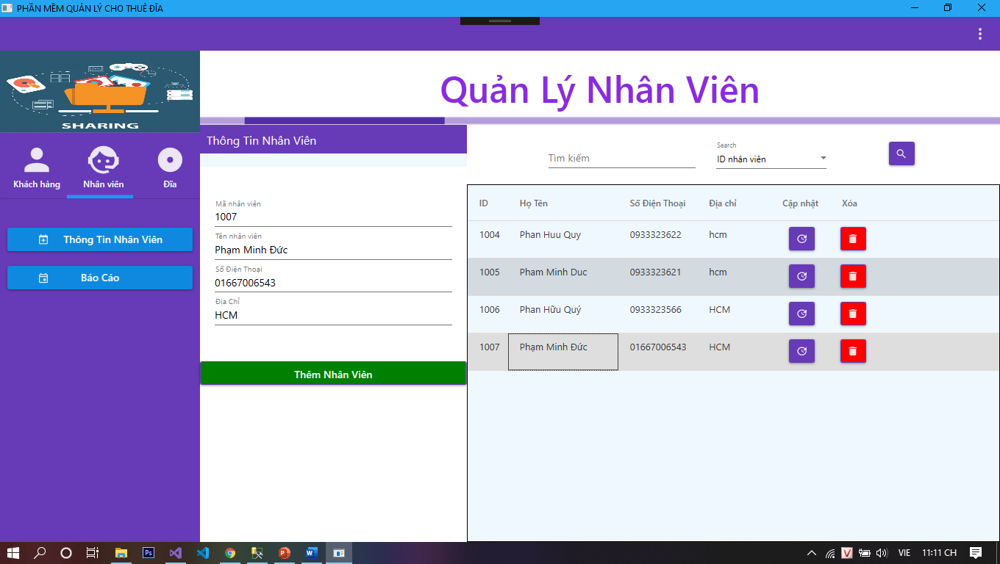 PHẦN MỀM QUẢN LÝ CHO THUÊ ĐĨA
SHARING
Khách hàng
Nhân viên
Đĩa
Thông Tin Nhân Viên
Báo Cáo
Quản Lý Nhân Viên
Thông Tin Nhân Viên
Mã nhân viên
1007
Tên nhân viên
Phạm Minh Đức
Số Điện Thoại
01667006543
Địa Chỉ
HCM
Thêm Nhân Viên
Tìm kiếm
Search
ID nhân viên
ID Họ Tên Số Điện Thoại Địa chỉ Cập nhật Xóa
1004 Phan Huu Quy 0933323622 hcm
1005 Pham Minh Duc 0933323621 hcm
1006 Phan Hữu Quý 0933323566 HCM
1007 Phạm Minh Đức 01667006543 HCM
Ps
P
W
V
VIE
11:11 CH